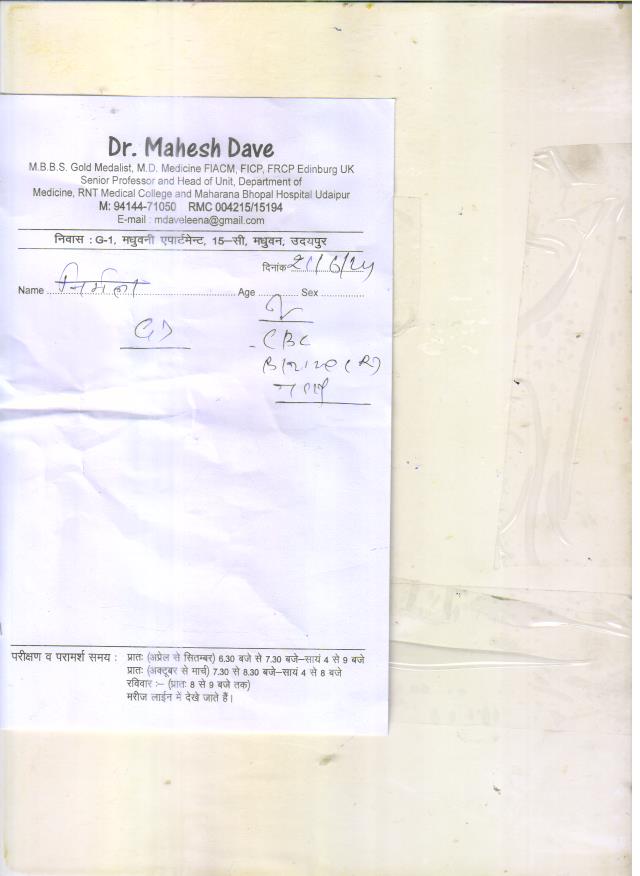 Dr. Mahesh Dave
M.B.B.S. Gold Medalist, M.D. Medicine FIACM, FICP, FRCP Edinburg UK
Senior Professor and Head of Unit, Department of
Medicine, RNT Medical College and Maharana Bhopal Hospital Udaipur
M: 94144-71050 RMC 004215/15194
E-mail : mdaveleena@gmail.com
निवास : G-1, मधुवनी एपार्टमेन्ट, 15-सी, मधुवन, उदयपुर
दिनांक 21/6/24
Name निर्मला Age Sex
CBC
(R)
परीक्षण व परामर्श समय : प्रातः (अप्रेल से सितम्बर) 6.30 बजे से 7.30 बजे-सायं 4 से 9 बजे
प्रातः (अक्टूबर से मार्च) 7.30 से 8.30 बजे-सायं 4 से 8 बजे
रविवार :- (प्रातः 8 से 9 बजे तक)
मरीज लाईन में देखे जाते हैं।